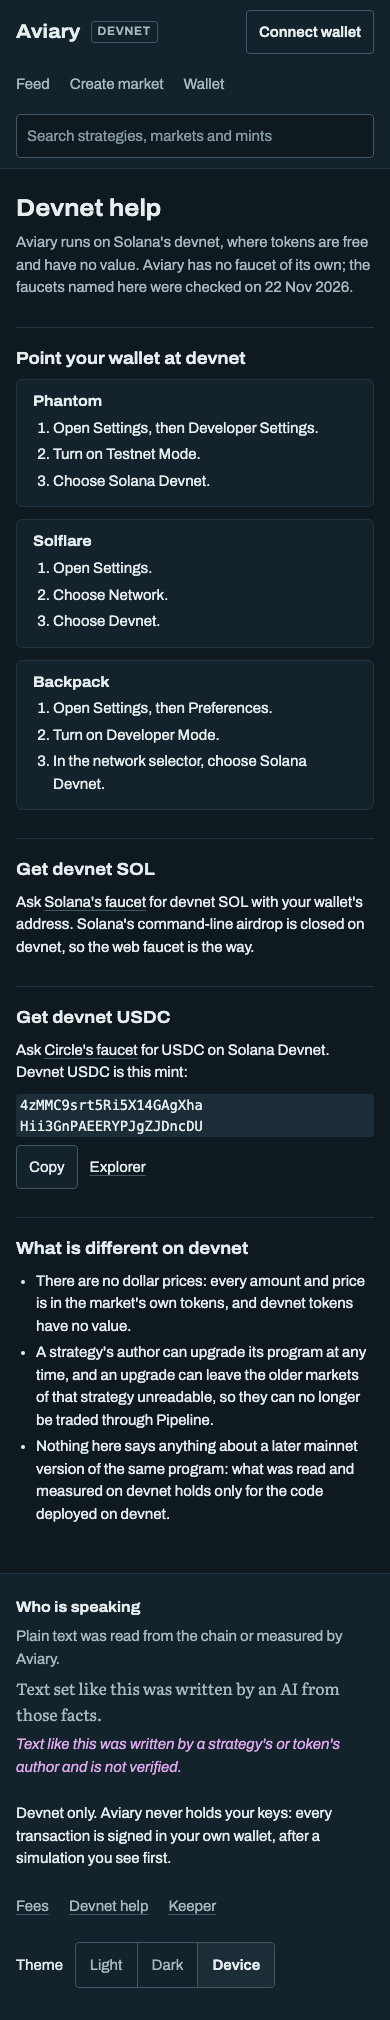 Aviary DEVNET Connect wallet
Feed Create market Wallet
Search strategies, markets and mints
Devnet help
Aviary runs on Solana's devnet, where tokens are free
and have no value. Aviary has no faucet of its own; the
faucets named here were checked on 22 Nov 2026.
Point your wallet at devnet
Phantom
1. Open Settings, then Developer Settings.
2. Turn on Testnet Mode.
3. Choose Solana Devnet.
Solflare
1. Open Settings.
2. Choose Network.
3. Choose Devnet.
Backpack
1. Open Settings, then Preferences.
2. Turn on Developer Mode.
3. In the network selector, choose Solana
Devnet.
Get devnet SOL
Ask Solana's faucet for devnet SOL with your wallet's
address. Solana's command-line airdrop is closed on
devnet, so the web faucet is the way.
Get devnet USDC
Ask Circle's faucet for USDC on Solana Devnet.
Devnet USDC is this mint:
4zMMC9srt5Ri5X14GAgXha
Hii3GnPAEERYPJgZJDncDU
Copy Explorer
What is different on devnet
• There are no dollar prices: every amount and price
is in the market's own tokens, and devnet tokens
have no value.
• A strategy's author can upgrade its program at any
time, and an upgrade can leave the older markets
of that strategy unreadable, so they can no longer
be traded through Pipeline.
• Nothing here says anything about a later mainnet
version of the same program: what was read and
measured on devnet holds only for the code
deployed on devnet.
Who is speaking
Plain text was read from the chain or measured by
Aviary.
Text set like this was written by an AI from
those facts.
Text like this was written by a strategy's or token's
author and is not verified.
Devnet only. Aviary never holds your keys: every
transaction is signed in your own wallet, after a
simulation you see first.
Fees Devnet help Keeper
Theme Light Dark Device